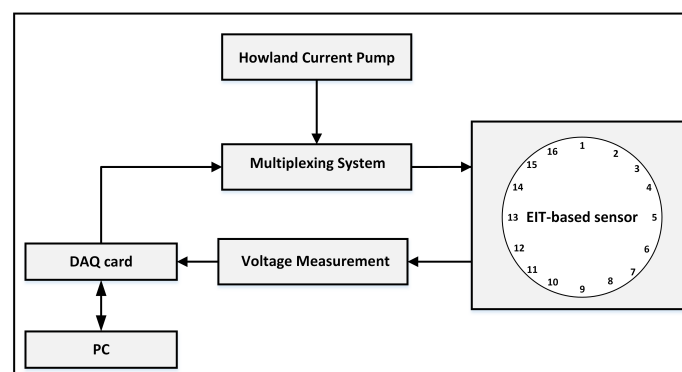 Howland Current Pump
Multiplexing System
16
1
2
15
3
14
4
13
EIT-based sensor
5
12
6
11
7
10
8
9
DAQ card
Voltage Measurement
PC